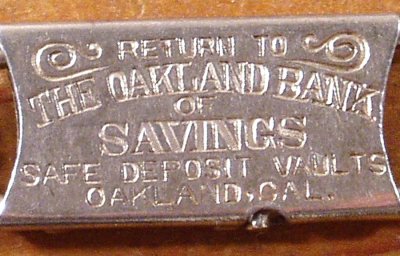 RETURN TO
THE OAKLAND BANK
OF
SAVINGS
SAFE DEPOSIT VAULTS
OAKLAND, CAL.